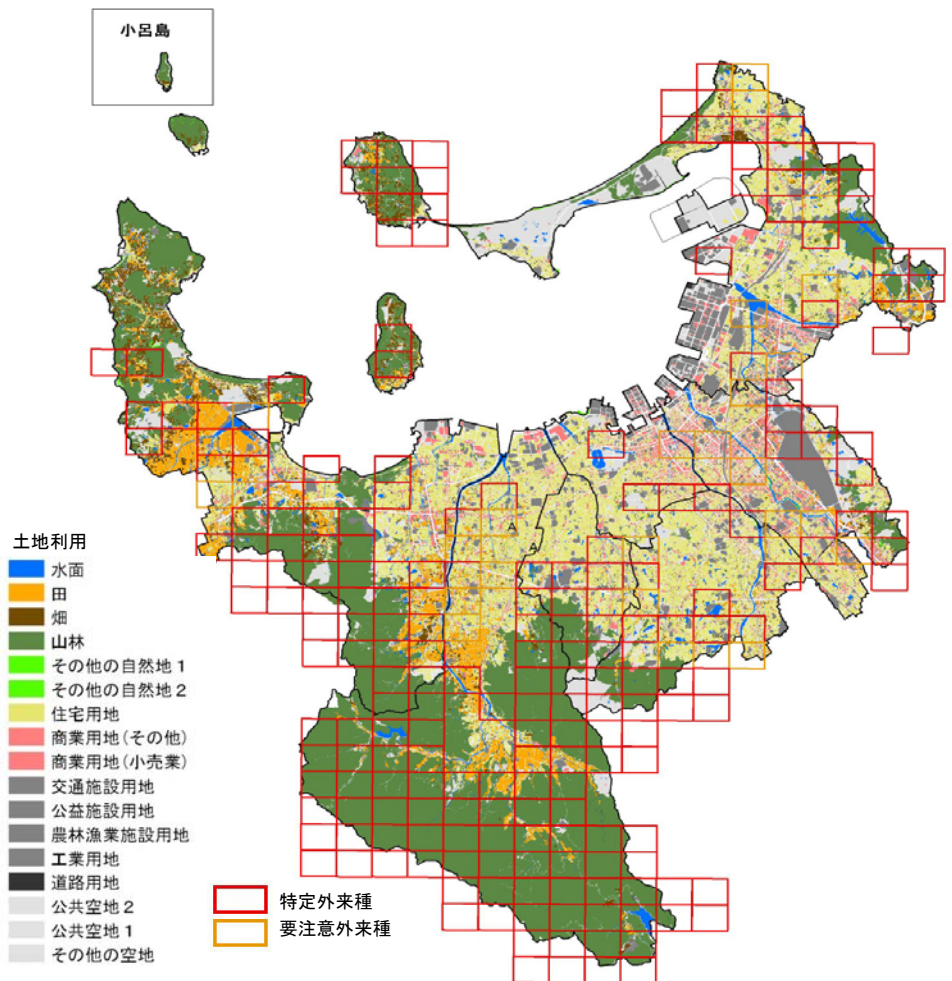 小呂島
土地利用
水面
田
畑
山林
その他の自然地1
その他の自然地2
住宅用地
商業用地(その他)
商業用地(小売業)
交通施設用地
公益施設用地
農林漁業施設用地
工業用地
道路用地
公共空地2
公共空地1
その他の空地
特定外来種
要注意外来種
A
A